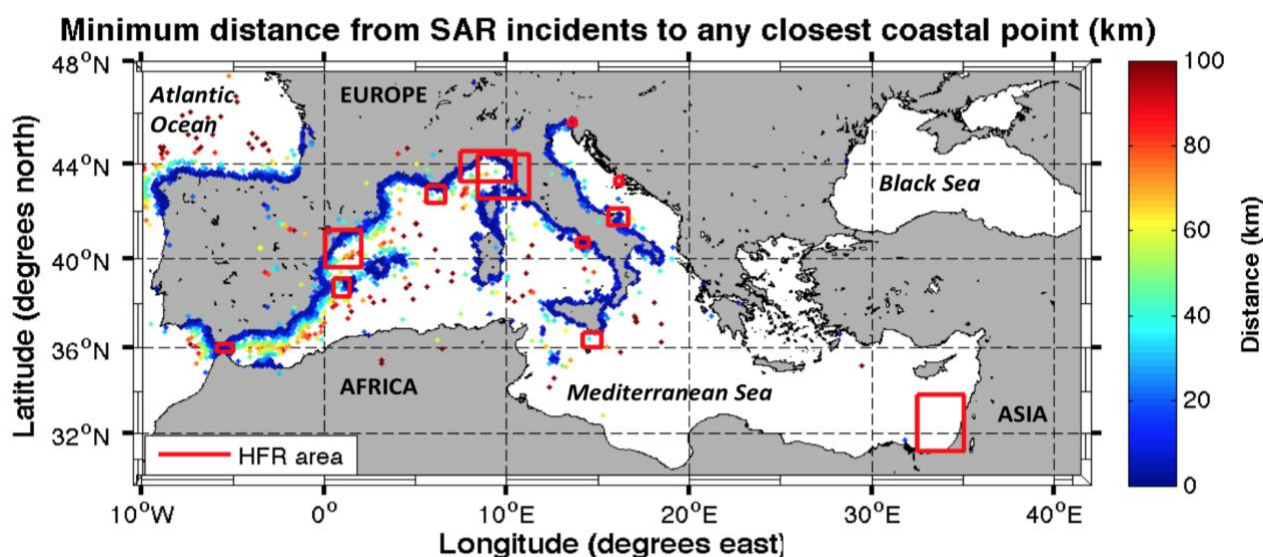 Minimum distance from SAR incidents to any closest coastal point (km)
48°N
44°N
40°N
36°N
32°N
Latitude (degrees north)
Atlantic
Ocean
EUROPE
Black Sea
AFRICA
Mediterranean Sea
ASIA
HFR area
10°W
0°
10°E
20°E
30°E
40°E
Longitude (degrees east)
100
80
60
40
20
0
Distance (km)